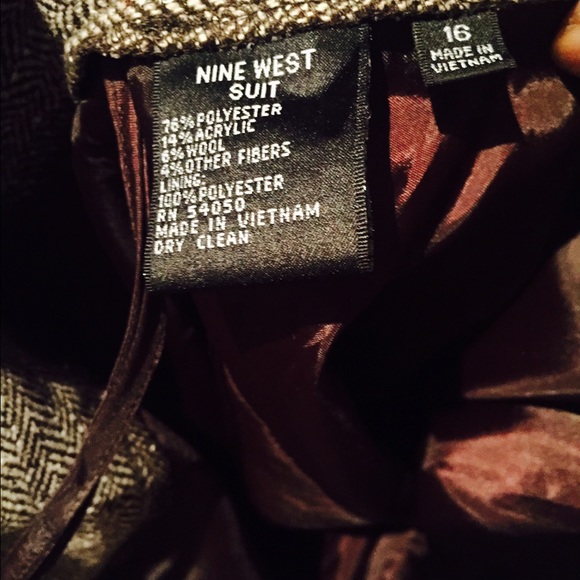 NINE WEST
SUIT
76% POLYESTER
14% ACRYLIC
6% WOOL
4% OTHER FIBERS
LINING:
100% POLYESTER
RN 54050
MADE IN VIETNAM
DRY CLEAN
16
MADE IN
VIETNAM